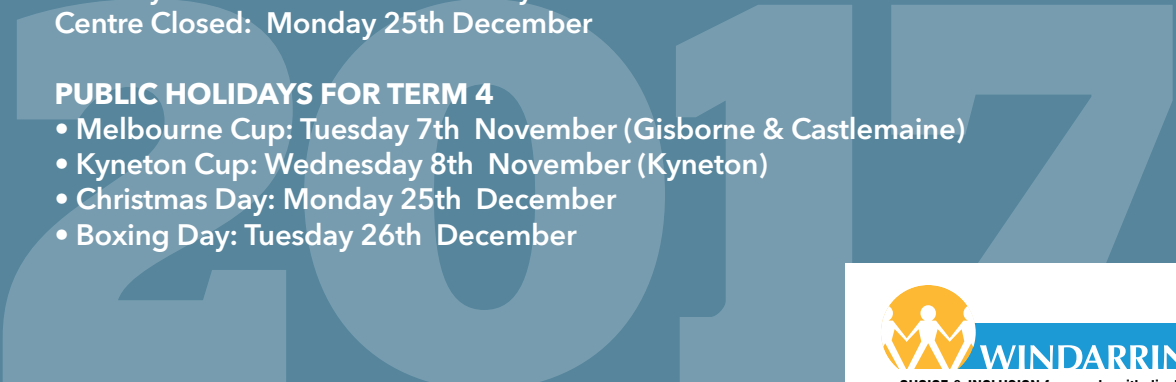 Centre Closed: Monday 25th December
PUBLIC HOLIDAYS FOR TERM 4
• Melbourne Cup: Tuesday 7th November (Gisborne & Castlemaine)
• Kyneton Cup: Wednesday 8th November (Kyneton)
• Christmas Day: Monday 25th December
• Boxing Day: Tuesday 26th December
2017
WINDARRIN